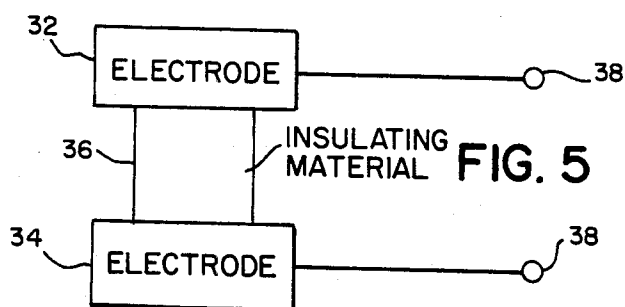 32
ELECTRODE
38
36
INSULATING
MATERIAL
FIG. 5
34
ELECTRODE
38